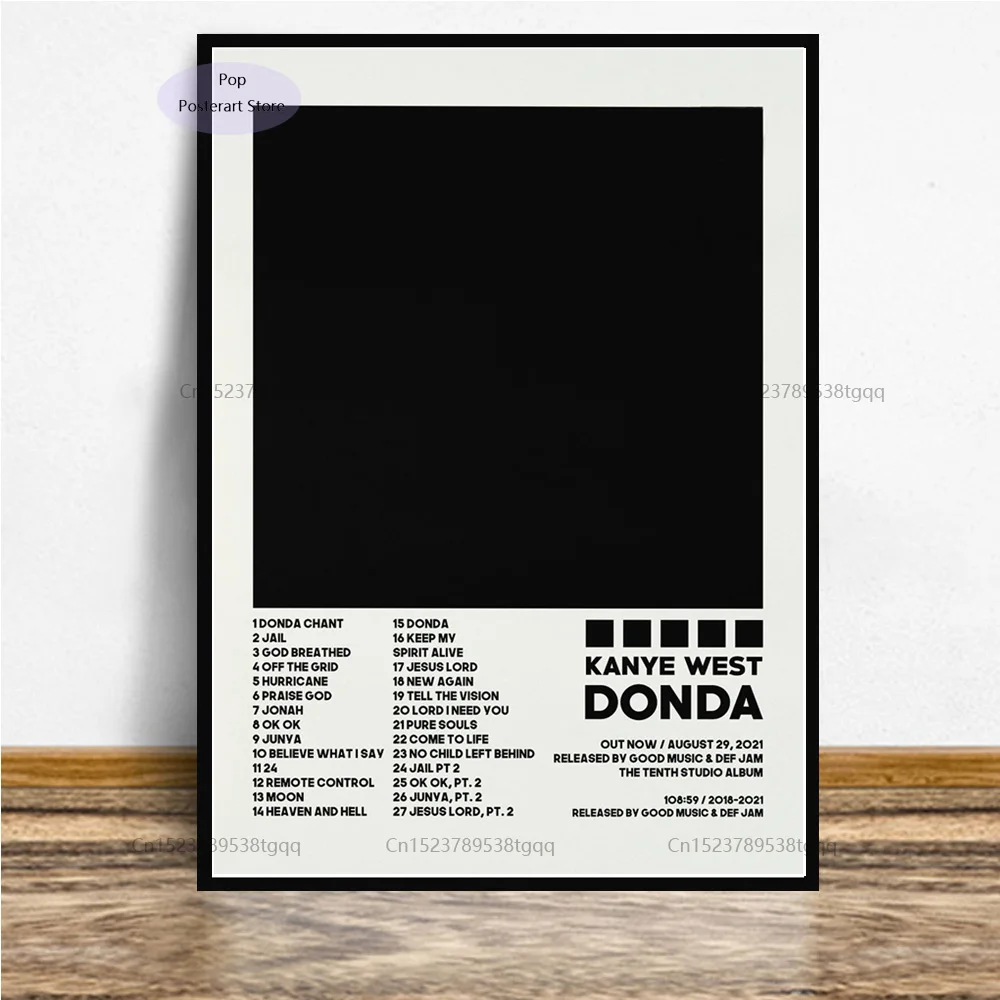 Pop
Posterart Store
1 DONDA CHANT
2 JAIL
3 GOD BREATHED
4 OFF THE GRID
5 HURRICANE
6 PRAISE GOD
7 JONAH
8 OK OK
9 JUNYA
10 BELIEVE WHAT I SAY
11 24
12 REMOTE CONTROL
13 MOON
14 HEAVEN AND HELL
15 DONDA
16 KEEP MY
SPIRIT ALIVE
17 JESUS LORD
18 NEW AGAIN
19 TELL THE VISION
20 LORD I NEED YOU
21 PURE SOULS
22 COME TO LIFE
23 NO CHILD LEFT BEHIND
24 JAIL PT 2
25 OK OK, PT. 2
26 JUNYA, PT. 2
27 JESUS LORD, PT. 2
KANYE WEST
DONDA
OUT NOW / AUGUST 29, 2021
RELEASED BY GOOD MUSIC & DEF JAM
THE TENTH STUDIO ALBUM
108:59 / 2018-2021
RELEASED BY GOOD MUSIC & DEF JAM
Cn1523789538tgqq